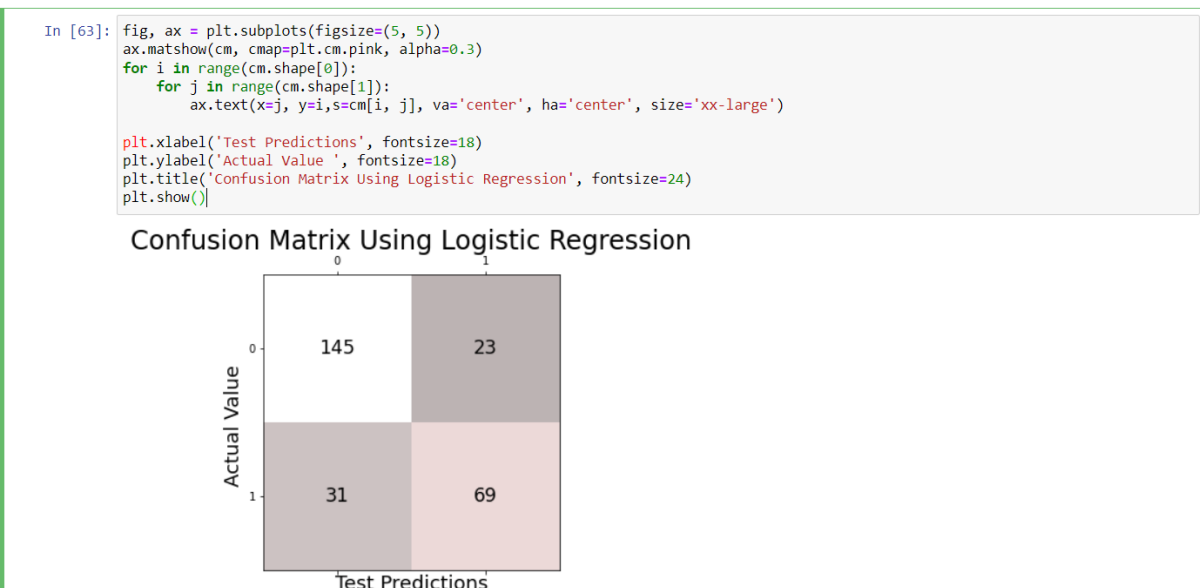 In [63]: fig, ax = plt.subplots(figsize=(5, 5))
ax.matshow(cm, cmap=plt.cm.pink, alpha=0.3)
for i in range(cm.shape[0]):
    for j in range(cm.shape[1]):
        ax.text(x=j, y=i,s=cm[i, j], va='center', ha='center', size='xx-large')
plt.xlabel('Test Predictions', fontsize=18)
plt.ylabel('Actual Value ', fontsize=18)
plt.title('Confusion Matrix Using Logistic Regression', fontsize=24)
plt.show()
Confusion Matrix Using Logistic Regression
0 1
0 145 23
Actual Value
1 31 69
Test Predictions